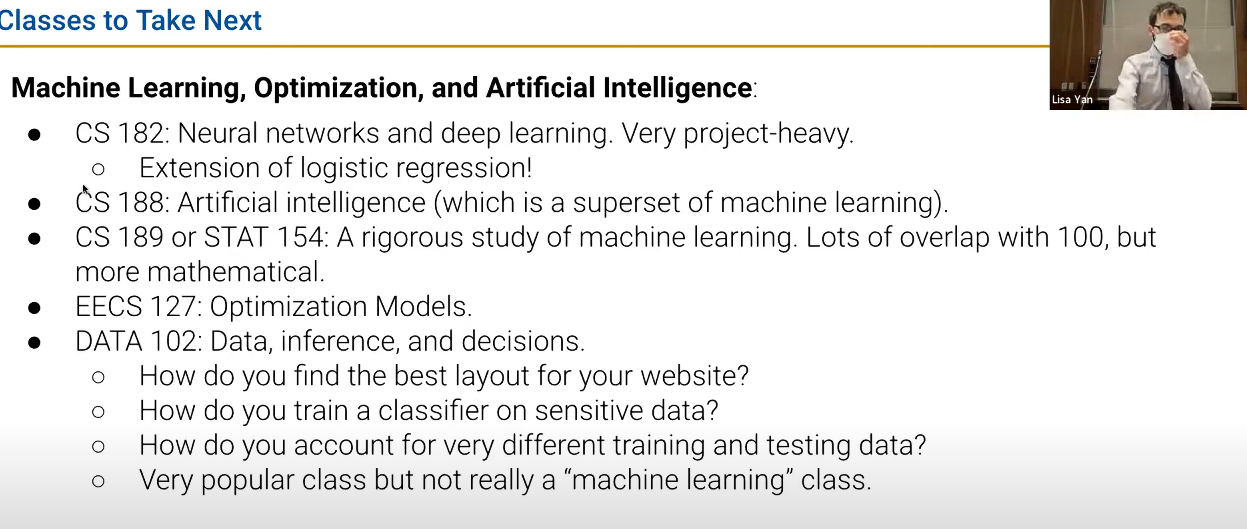 Classes to Take Next
Lisa Yan
Machine Learning, Optimization, and Artificial Intelligence:
● CS 182: Neural networks and deep learning. Very project-heavy.
○ Extension of logistic regression!
● CS 188: Artificial intelligence (which is a superset of machine learning).
● CS 189 or STAT 154: A rigorous study of machine learning. Lots of overlap with 100, but
more mathematical.
● EECS 127: Optimization Models.
● DATA 102: Data, inference, and decisions.
○ How do you find the best layout for your website?
○ How do you train a classifier on sensitive data?
○ How do you account for very different training and testing data?
○ Very popular class but not really a “machine learning” class.